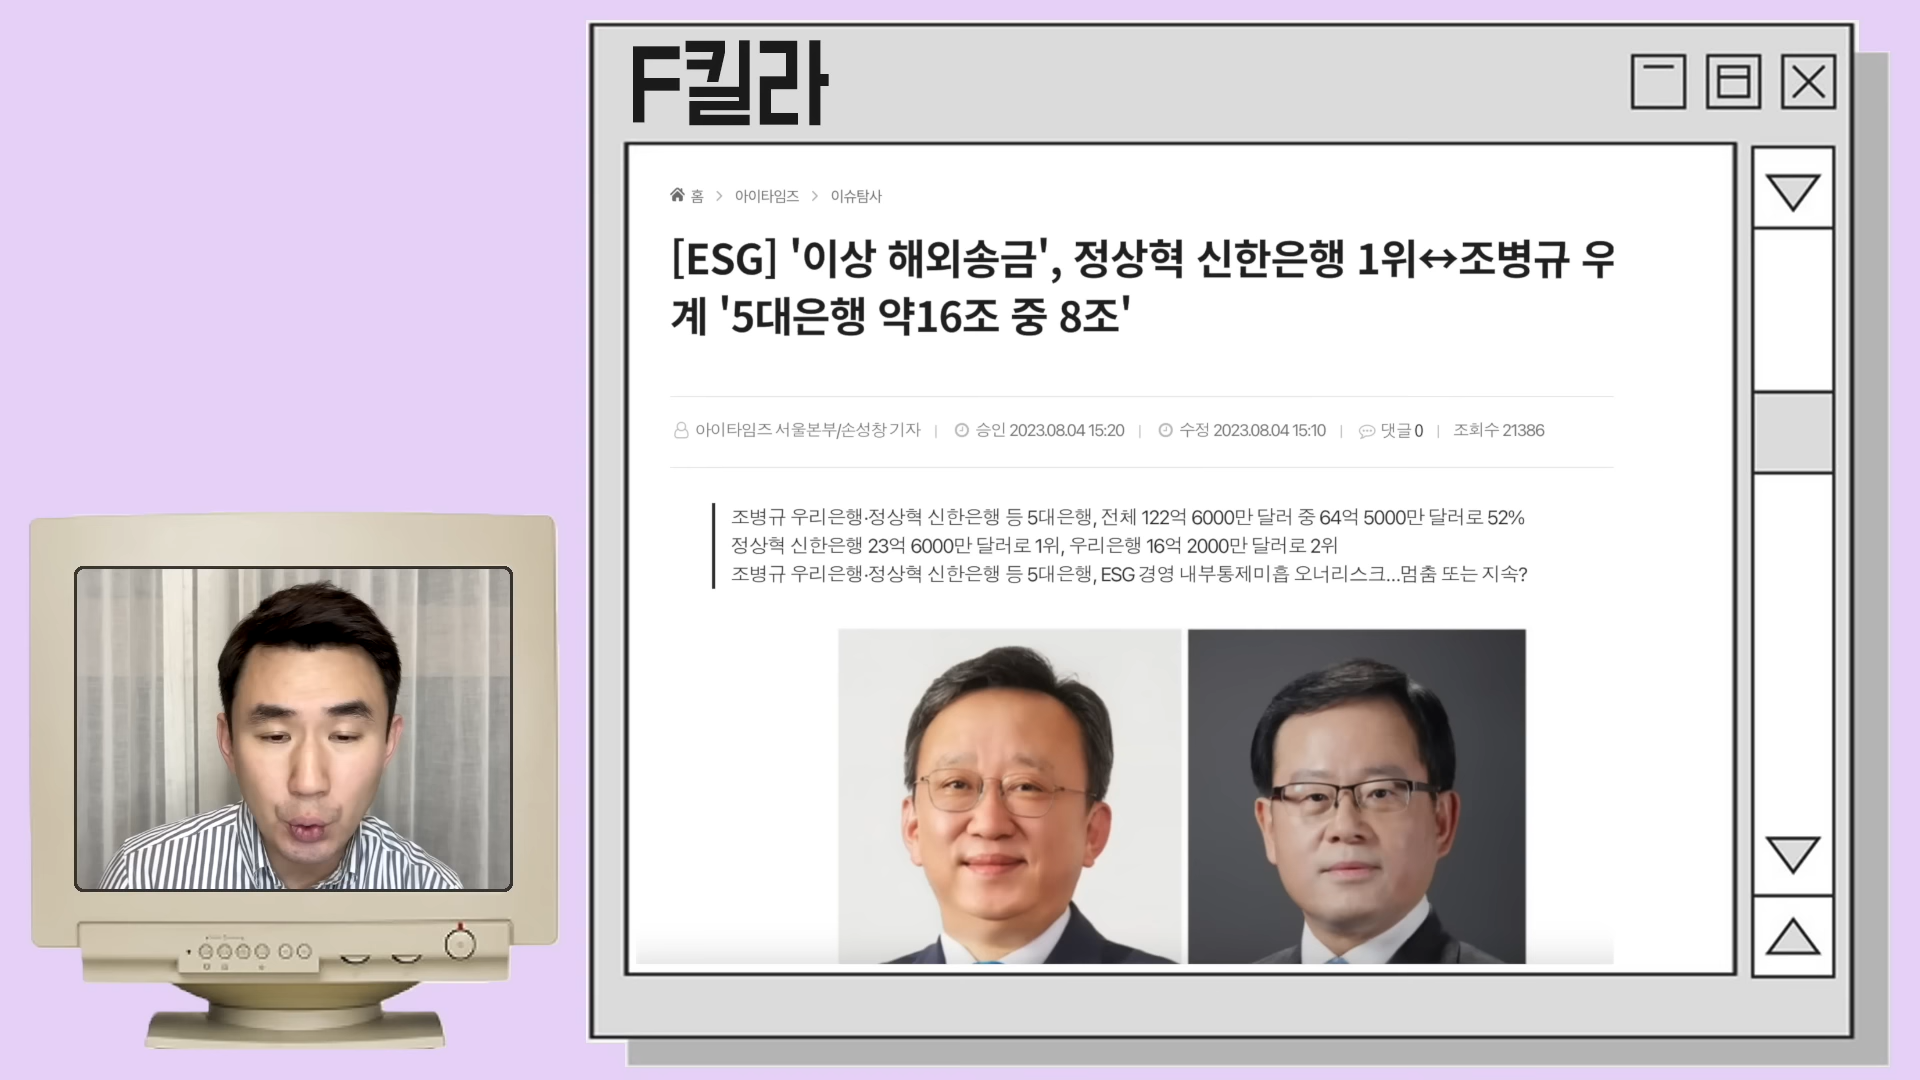 F킬라
홈 > 아이타임즈 > 이슈탐사
[ESG] '이상 해외송금', 정상혁 신한은행 1위↔조병규 우
계 '5대은행 약16조 중 8조'
아이타임즈 서울본부/손성창 기자 | 승인 2023.08.04 15:20 | 수정 2023.08.04 15:10 | 댓글 0 | 조회수 21386
조병규 우리은행·정상혁 신한은행 등 5대은행, 전체 122억 6000만 달러 중 64억 5000만 달러로 52%
정상혁 신한은행 23억 6000만 달러로 1위, 우리은행 16억 2000만 달러로 2위
조병규 우리은행·정상혁 신한은행 등 5대은행, ESG 경영 내부통제미흡 오너리스크...멈춤 또는 지속?